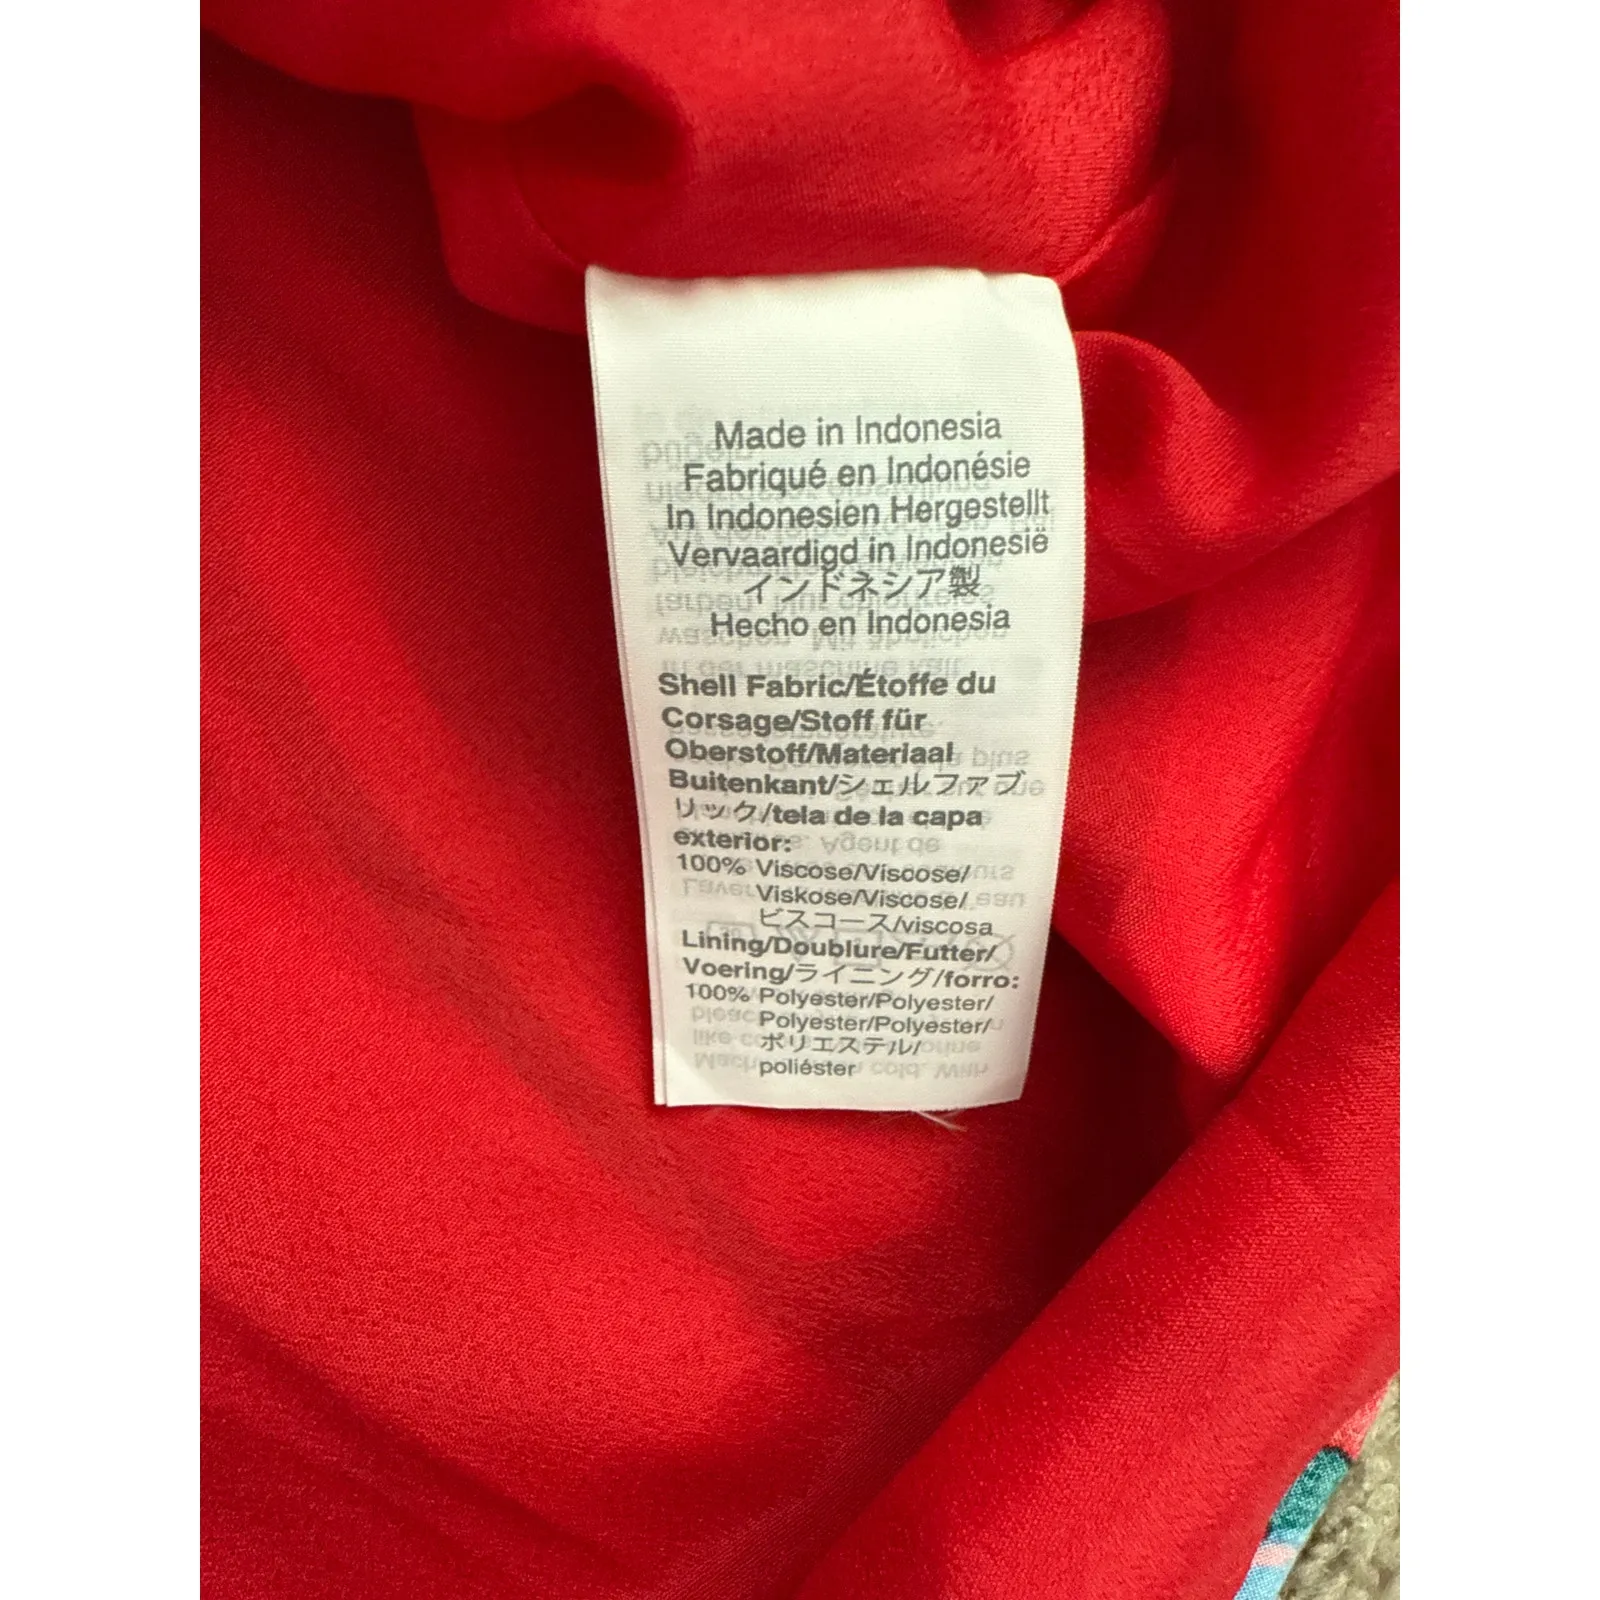 Made in Indonesia
Fabriqué en Indonésie
In Indonesien Hergestellt
Vervaardigd in Indonesië
インドネシア製
Hecho en Indonesia
Shell Fabric/Étoffe du
Corsage/Stoff für
Oberstoff/Materiaal
Buitenkant/シェルファブ
リック/tela de la capa
exterior:
100% Viscose/Viscose/
Viskose/Viscose/
ビスコース/viscosa
Lining/Doublure/Futter/
Voering/ライニング/forro:
100% Polyester/Polyester/
Polyester/Polyester/
ポリエステル/
poliéster